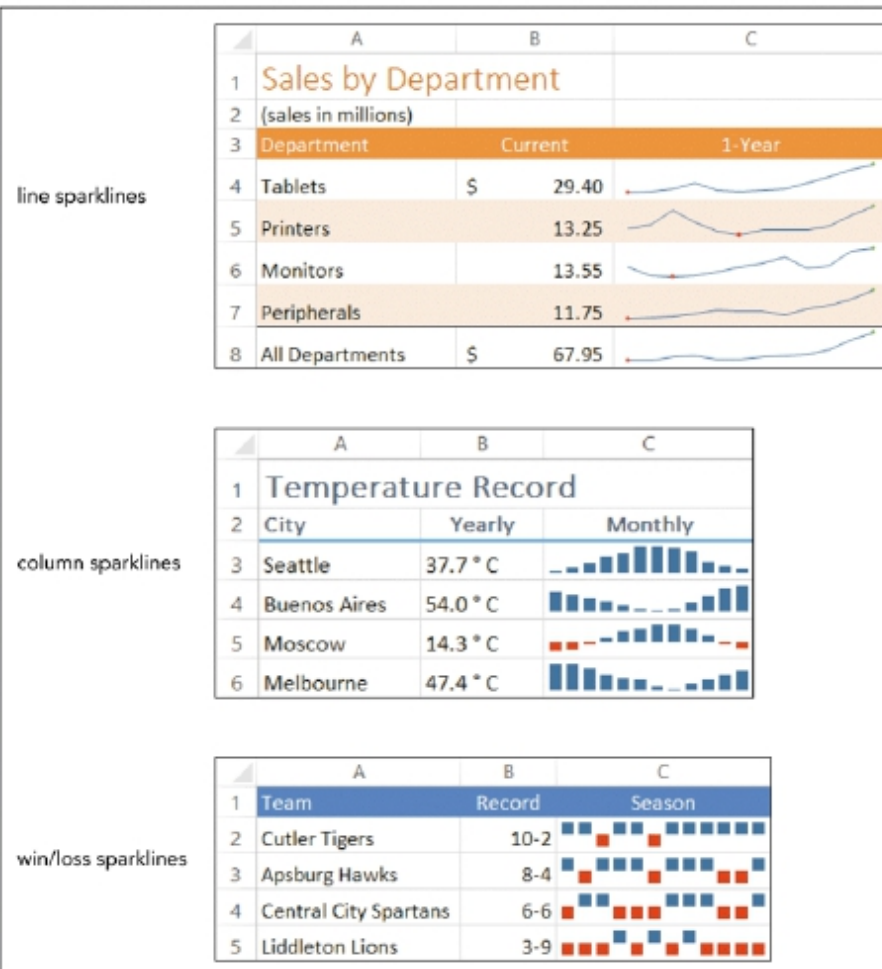 A B C
1 Sales by Department
2 (sales in millions)
3 Department Current 1-Year
line sparklines
4 Tablets $ 29.40
5 Printers 13.25
6 Monitors 13.55
7 Peripherals 11.75
8 All Departments $ 67.95
A B C
1 Temperature Record
2 City Yearly Monthly
column sparklines
3 Seattle 37.7 ° C
4 Buenos Aires 54.0 ° C
5 Moscow 14.3 ° C
6 Melbourne 47.4 ° C
A B C
1 Team Record Season
2 Cutler Tigers 10-2
win/loss sparklines
3 Apsburg Hawks 8-4
4 Central City Spartans 6-6
5 Liddleton Lions 3-9